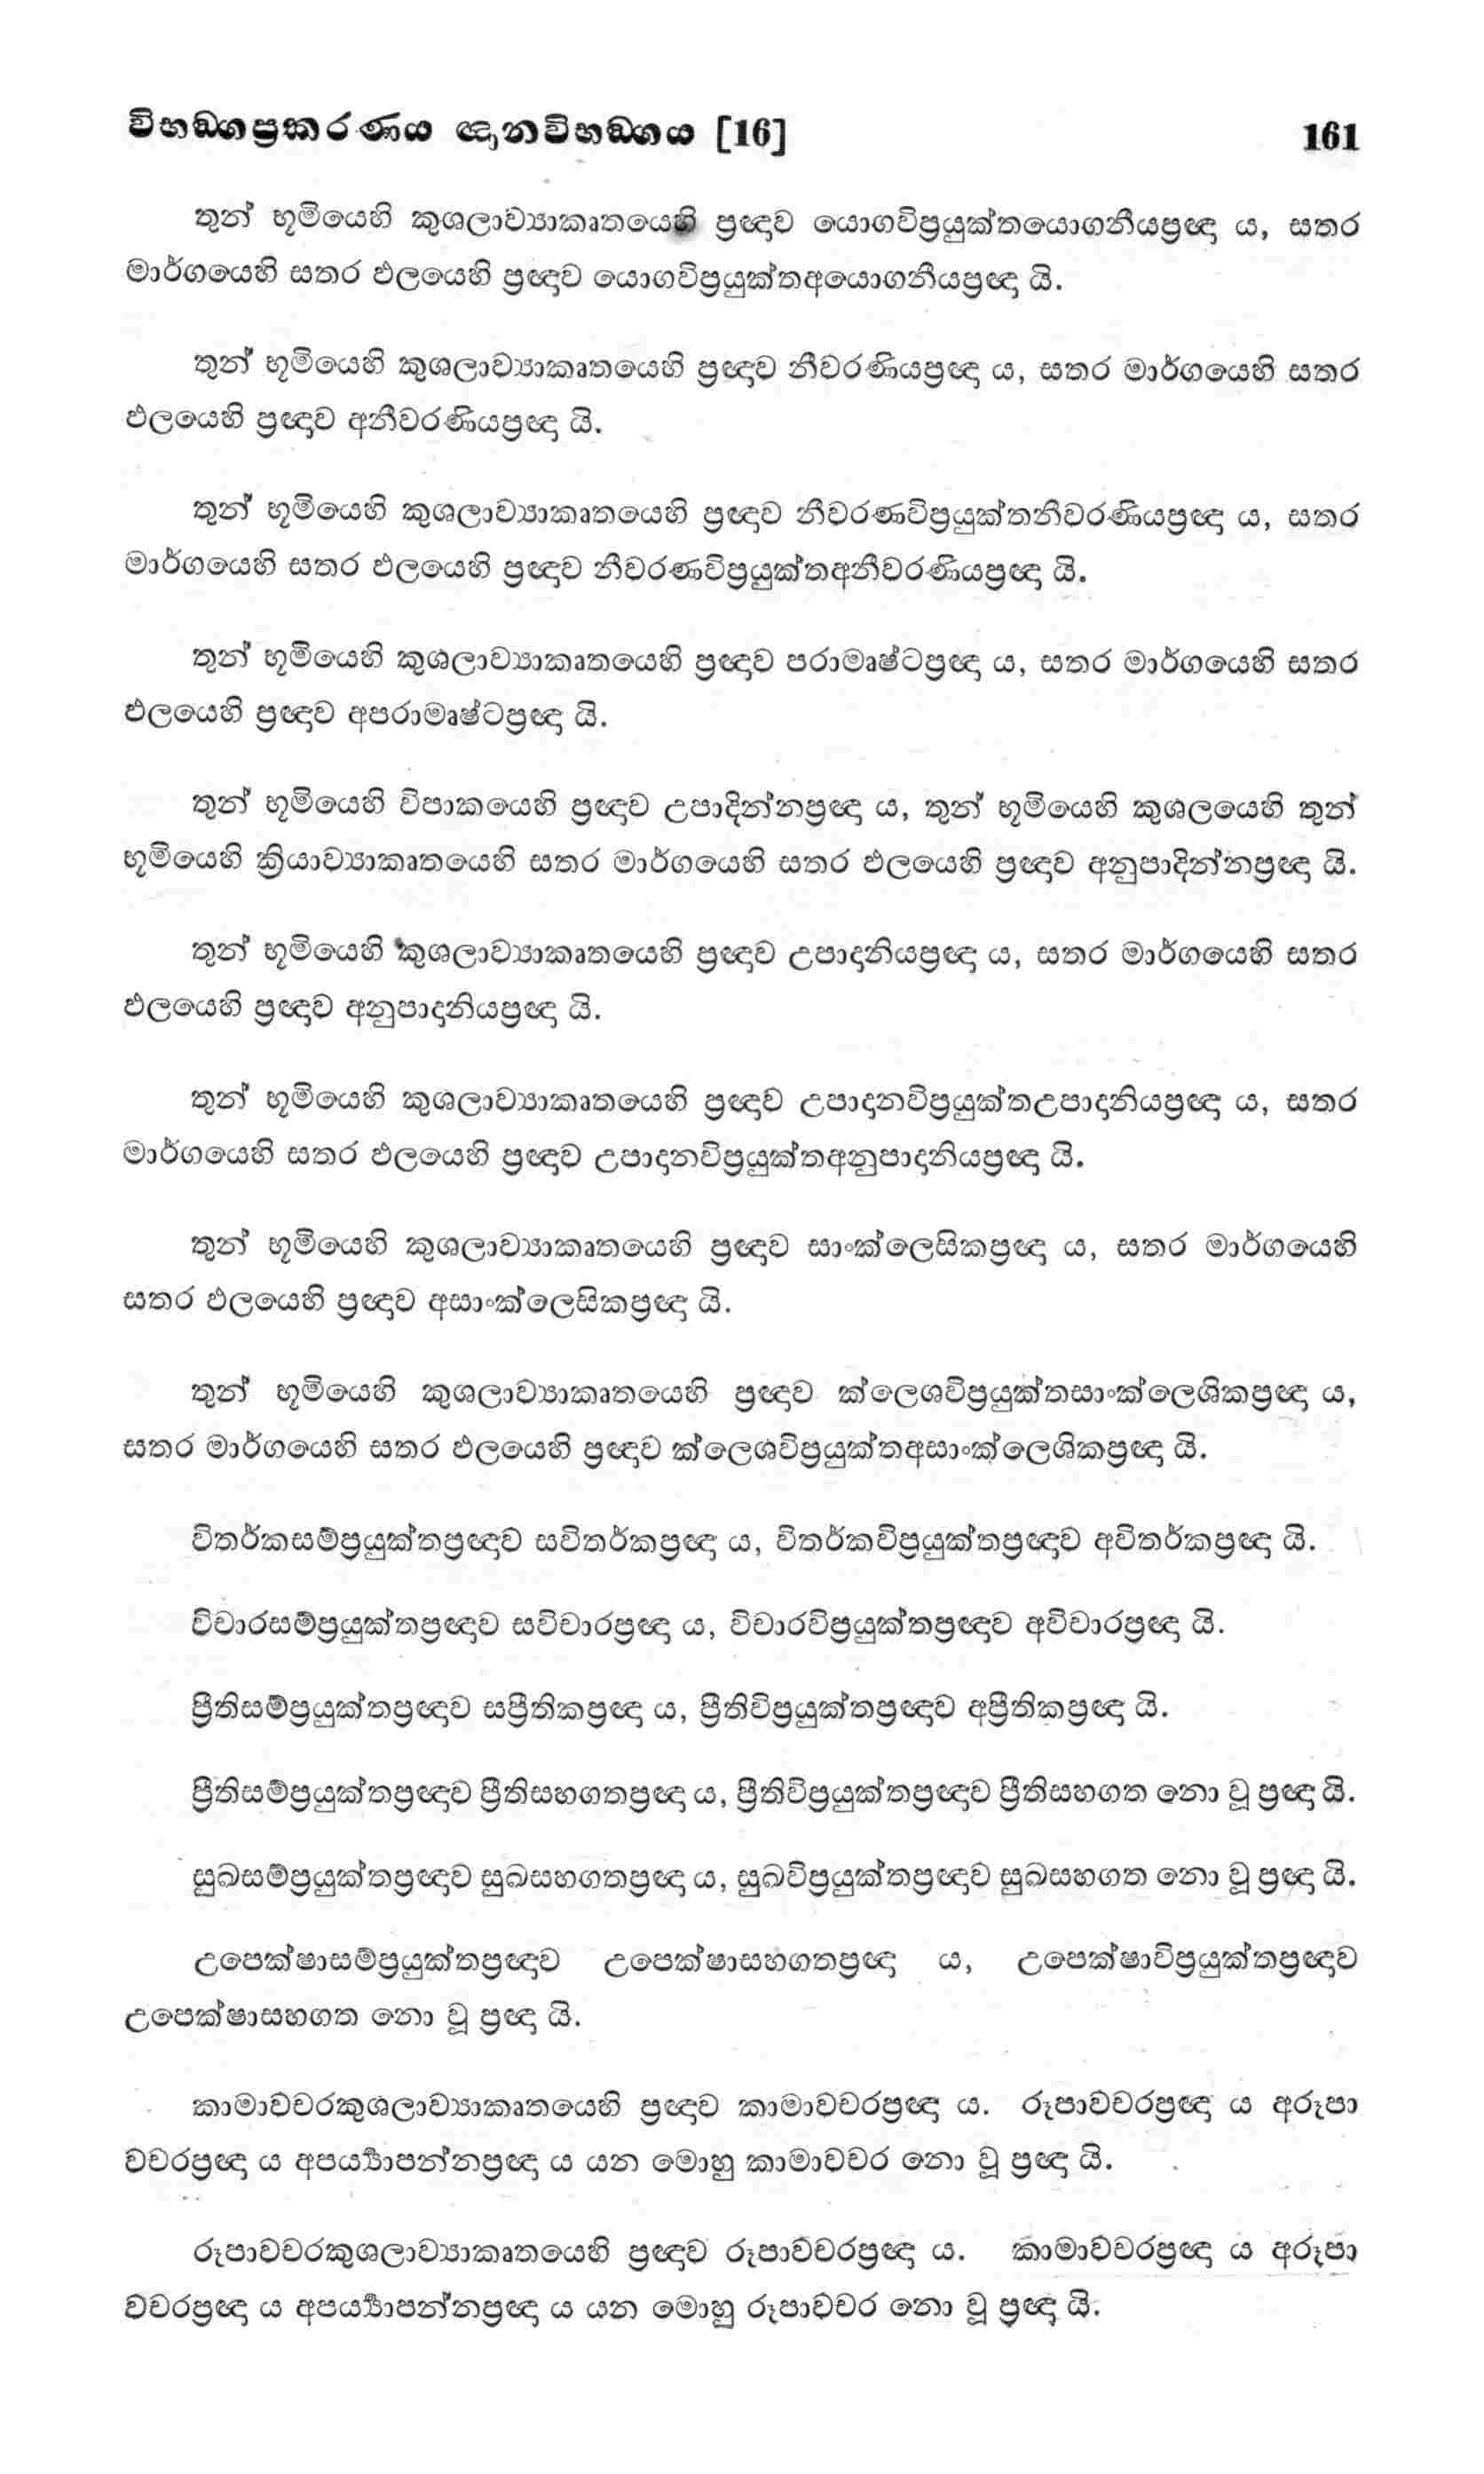 විභඞ්ගප්‍රකරණය ඤානවිභඞ්ගය [16] 161
තුන් භූමියෙහි කුශලාව්‍යාකෘතයෙහි ප්‍රඥාව යොගවිප්‍රයුක්තයොගනීයප්‍රඥා ය, සතර
මාර්ගයෙහි සතර ඵලයෙහි ප්‍රඥාව යොගවිප්‍රයුක්තඅයොගනීයප්‍රඥා යි.
තුන් භූමියෙහි කුශලාව්‍යාකෘතයෙහි ප්‍රඥාව නීවරණියප්‍රඥා ය, සතර මාර්ගයෙහි සතර
ඵලයෙහි ප්‍රඥාව අනීවරණියප්‍රඥා යි.
තුන් භූමියෙහි කුශලාව්‍යාකෘතයෙහි ප්‍රඥාව නීවරණවිප්‍රයුක්තනීවරණියප්‍රඥා ය, සතර
මාර්ගයෙහි සතර ඵලයෙහි ප්‍රඥාව නීවරණවිප්‍රයුක්තඅනීවරණියප්‍රඥා යි.
තුන් භූමියෙහි කුශලාව්‍යාකෘතයෙහි ප්‍රඥාව පරාමෘෂ්ටප්‍රඥා ය, සතර මාර්ගයෙහි සතර
ඵලයෙහි ප්‍රඥාව අපරාමෘෂ්ටප්‍රඥා යි.
තුන් භූමියෙහි විපාකයෙහි ප්‍රඥාව උපාදින්නප්‍රඥා ය, තුන් භූමියෙහි කුශලයෙහි තුන්
භූමියෙහි ක්‍රියාව්‍යාකෘතයෙහි සතර මාර්ගයෙහි සතර ඵලයෙහි ප්‍රඥාව අනුපාදින්නප්‍රඥා යි.
තුන් භූමියෙහි කුශලාව්‍යාකෘතයෙහි ප්‍රඥාව උපාදානියප්‍රඥා ය, සතර මාර්ගයෙහි සතර
ඵලයෙහි ප්‍රඥාව අනුපාදානියප්‍රඥා යි.
තුන් භූමියෙහි කුශලාව්‍යාකෘතයෙහි ප්‍රඥාව උපාදානවිප්‍රයුක්තඋපාදානියප්‍රඥා ය, සතර
මාර්ගයෙහි සතර ඵලයෙහි ප්‍රඥාව උපාදානවිප්‍රයුක්තඅනුපාදානියප්‍රඥා යි.
තුන් භූමියෙහි කුශලාව්‍යාකෘතයෙහි ප්‍රඥාව සාංක්ලෙසිකප්‍රඥා ය, සතර මාර්ගයෙහි
සතර ඵලයෙහි ප්‍රඥාව අසාංක්ලෙසිකප්‍රඥා යි.
තුන් භූමියෙහි කුශලාව්‍යාකෘතයෙහි ප්‍රඥාව ක්ලෙශවිප්‍රයුක්තසාංක්ලෙශිකප්‍රඥා ය,
සතර මාර්ගයෙහි සතර ඵලයෙහි ප්‍රඥාව ක්ලෙශවිප්‍රයුක්තඅසාංක්ලෙශිකප්‍රඥා යි.
විතර්කසම්ප්‍රයුක්තප්‍රඥාව සවිතර්කප්‍රඥා ය, විතර්කවිප්‍රයුක්තප්‍රඥාව අවිතර්කප්‍රඥා යි.
විචාරසම්ප්‍රයුක්තප්‍රඥාව සවිචාරප්‍රඥා ය, විචාරවිප්‍රයුක්තප්‍රඥාව අවිචාරප්‍රඥා යි.
ප්‍රීතිසම්ප්‍රයුක්තප්‍රඥාව සප්‍රීතිකප්‍රඥා ය, ප්‍රීතිවිප්‍රයුක්තප්‍රඥාව අප්‍රීතිකප්‍රඥා යි.
ප්‍රීතිසම්ප්‍රයුක්තප්‍රඥාව ප්‍රීතිසහගතප්‍රඥා ය, ප්‍රීතිවිප්‍රයුක්තප්‍රඥාව ප්‍රීතිසහගත නො වූ ප්‍රඥා යි.
සුඛසම්ප්‍රයුක්තප්‍රඥාව සුඛසහගතප්‍රඥා ය, සුඛවිප්‍රයුක්තප්‍රඥාව සුඛසහගත නො වූ ප්‍රඥා යි.
උපෙක්ෂාසම්ප්‍රයුක්තප්‍රඥාව උපෙක්ෂාසහගතප්‍රඥා ය, උපෙක්ෂාවිප්‍රයුක්තප්‍රඥාව
උපෙක්ෂාසහගත නො වූ ප්‍රඥා යි.
කාමාවචරකුශලාව්‍යාකෘතයෙහි ප්‍රඥාව කාමාවචරප්‍රඥා ය. රූපාවචරප්‍රඥා ය අරූපා
වචරප්‍රඥා ය අපර්‍ය්‍යාපන්නප්‍රඥා ය යන මොහු කාමාවචර නො වූ ප්‍රඥා යි.
රූපාවචරකුශලාව්‍යාකෘතයෙහි ප්‍රඥාව රූපාවචරප්‍රඥා ය. කාමාවචරප්‍රඥා ය අරූපා
වචරප්‍රඥා ය අපර්‍ය්‍යාපන්නප්‍රඥා ය යන මොහු රූපාවචර නො වූ ප්‍රඥා යි.